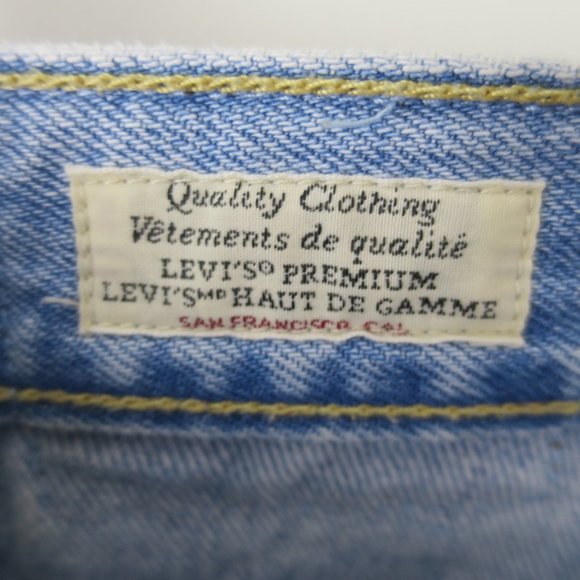 Quality Clothing
Vêtements de qualité
LEVI'S® PREMIUM
LEVI'SMD HAUT DE GAMME
SAN FRANCISCO, CAL